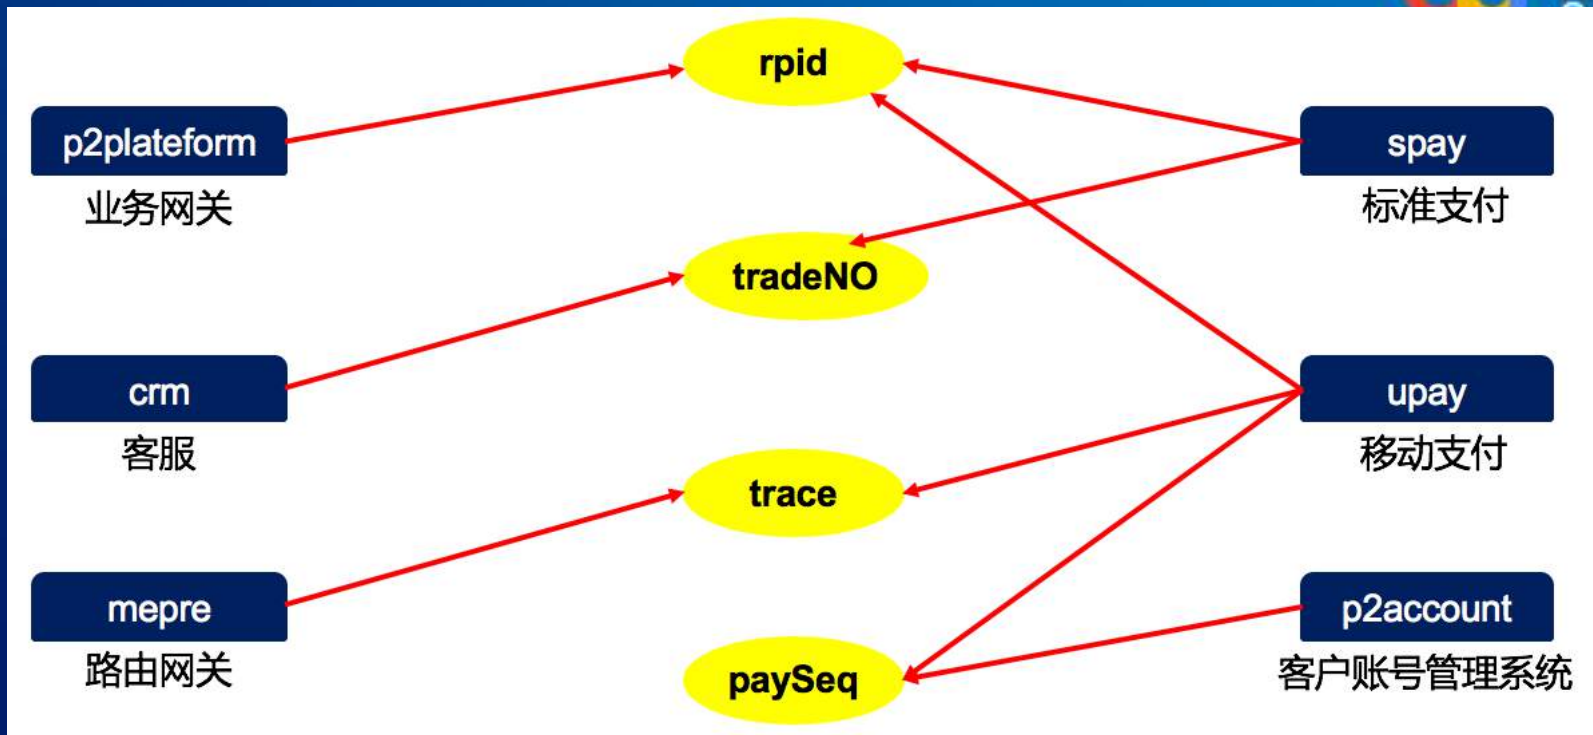 rpid
p2plateform
业务网关
spay
标准支付
tradeNO
crm
客服
upay
移动支付
trace
mepre
路由网关
p2account
客户账号管理系统
paySeq